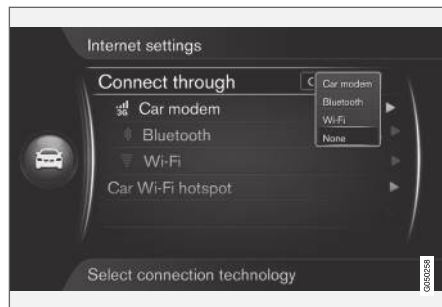 Internet settings
Connect through
Car modem
Bluetooth
Wi-Fi
None
3G Car modem
Bluetooth
Wi-Fi
Car Wi-Fi hotspot
Select connection technology
G050258